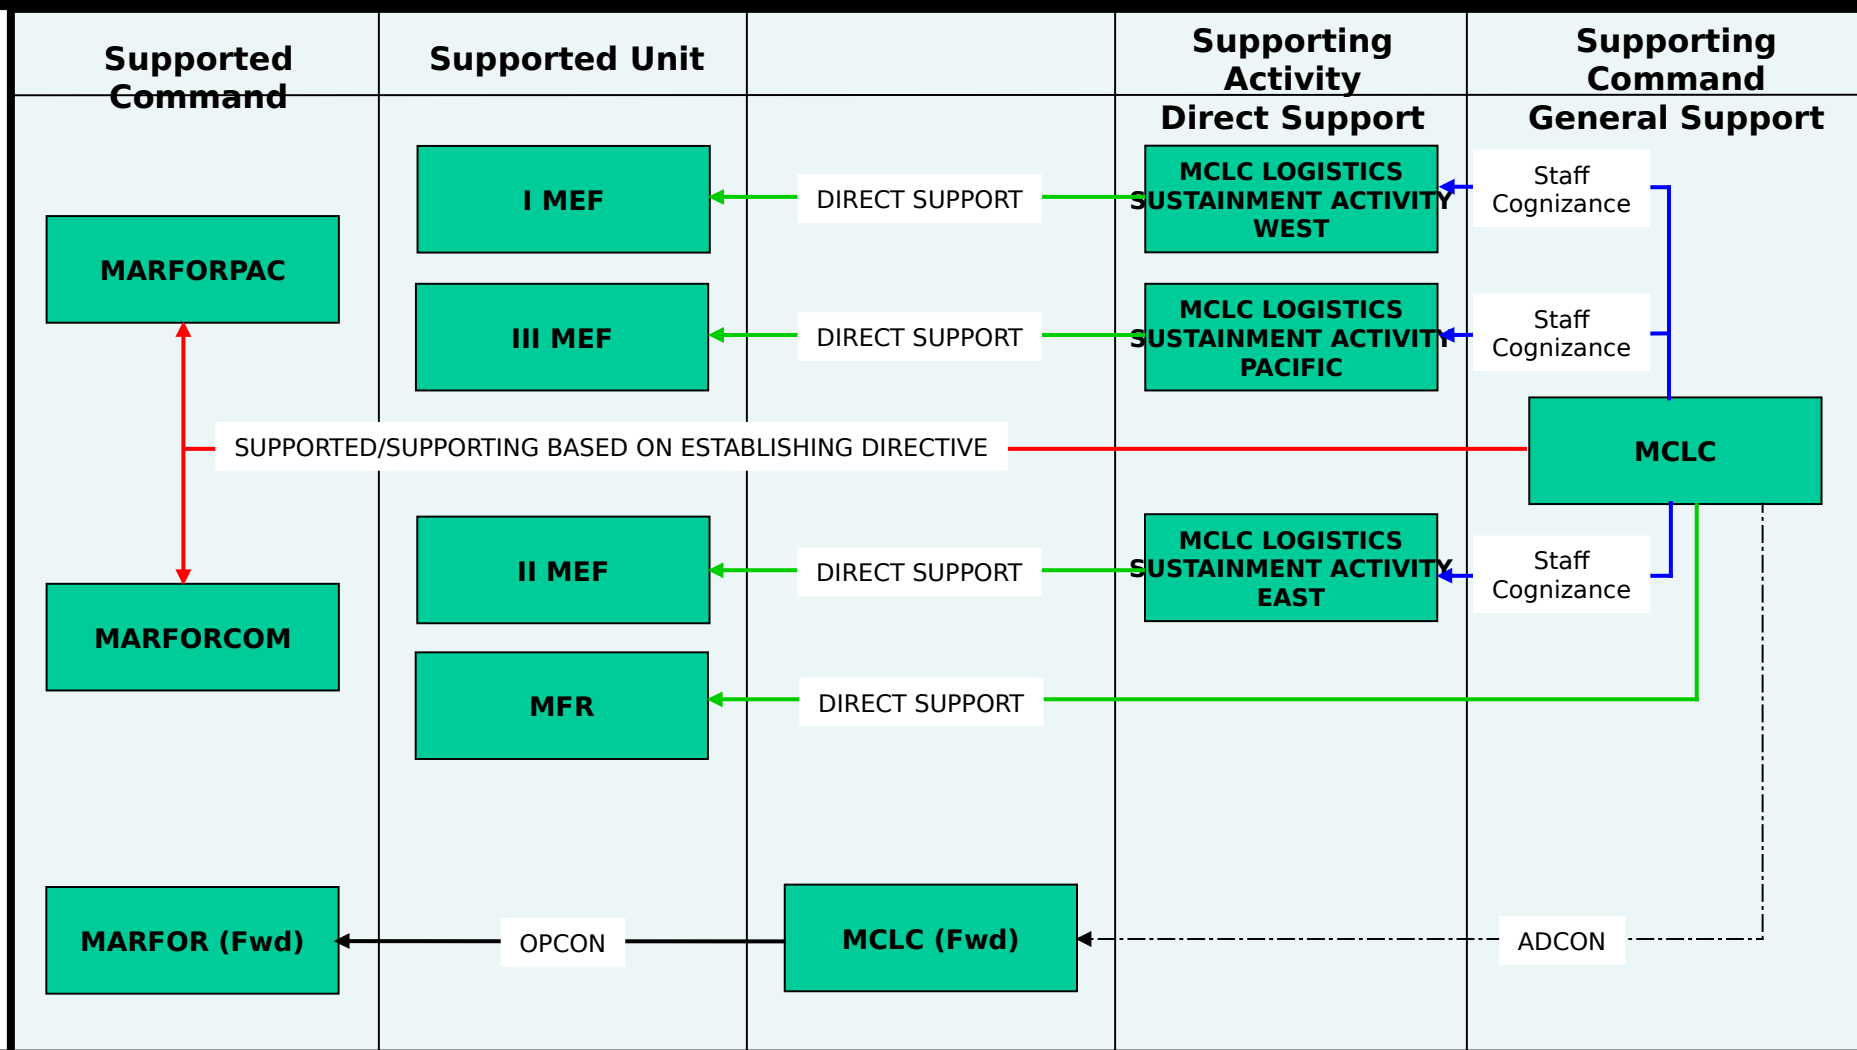 Supported
Command
Supported Unit
Supporting
Activity
Direct Support
Supporting
Command
General Support
I MEF
DIRECT SUPPORT
MCLC LOGISTICS
SUSTAINMENT ACTIVITY
WEST
Staff
Cognizance
MARFORPAC
III MEF
DIRECT SUPPORT
MCLC LOGISTICS
SUSTAINMENT ACTIVITY
PACIFIC
Staff
Cognizance
SUPPORTED/SUPPORTING BASED ON ESTABLISHING DIRECTIVE
MCLC
II MEF
DIRECT SUPPORT
MCLC LOGISTICS
SUSTAINMENT ACTIVITY
EAST
Staff
Cognizance
MARFORCOM
MFR
DIRECT SUPPORT
MARFOR (Fwd)
OPCON
MCLC (Fwd)
ADCON